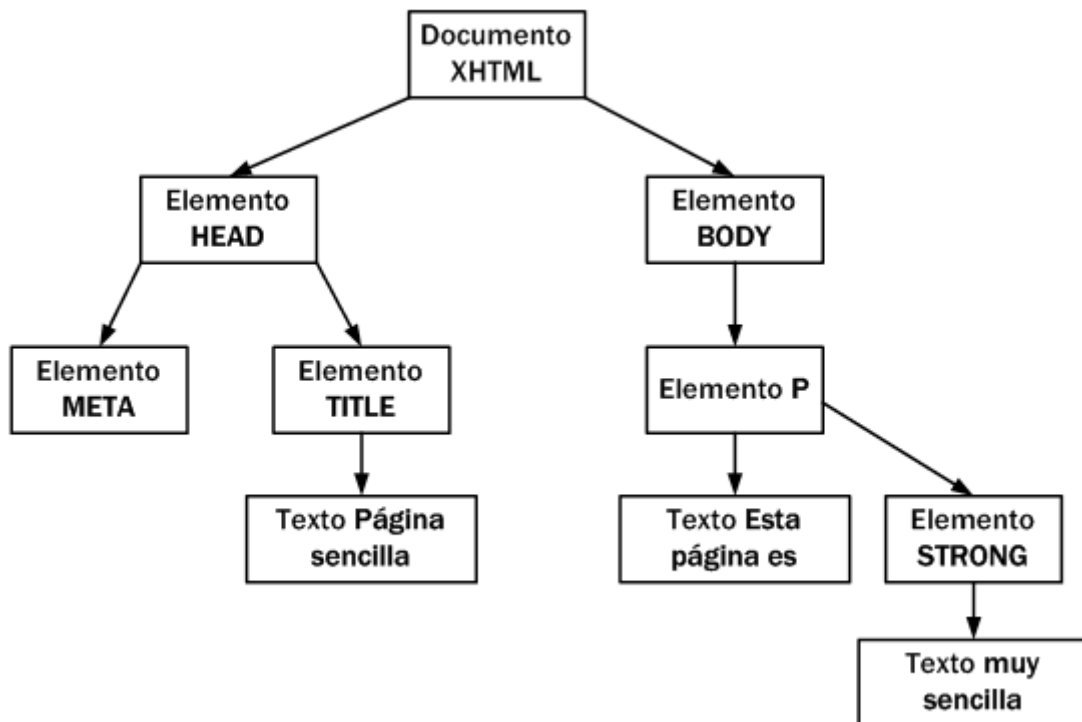 Documento
XHTML
Elemento
HEAD
Elemento
BODY
Elemento
META
Elemento
TITLE
Elemento P
Texto Página
sencilla
Texto Esta
página es
Elemento
STRONG
Texto muy
sencilla